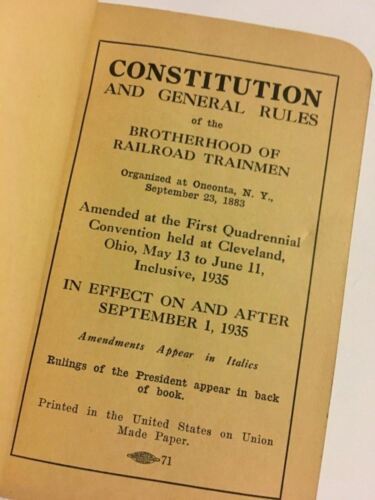 CONSTITUTION
AND GENERAL RULES
of the
BROTHERHOOD OF
RAILROAD TRAINMEN
Organized at Oneonta, N. Y.,
September 23, 1883
Amended at the First Quadrennial
Convention held at Cleveland,
Ohio, May 13 to June 11,
Inclusive, 1935
IN EFFECT ON AND AFTER
SEPTEMBER 1, 1935
Amendments Appear in Italics
Rulings of the President appear in back
of book.
Printed in the United States on Union
Made Paper.
71